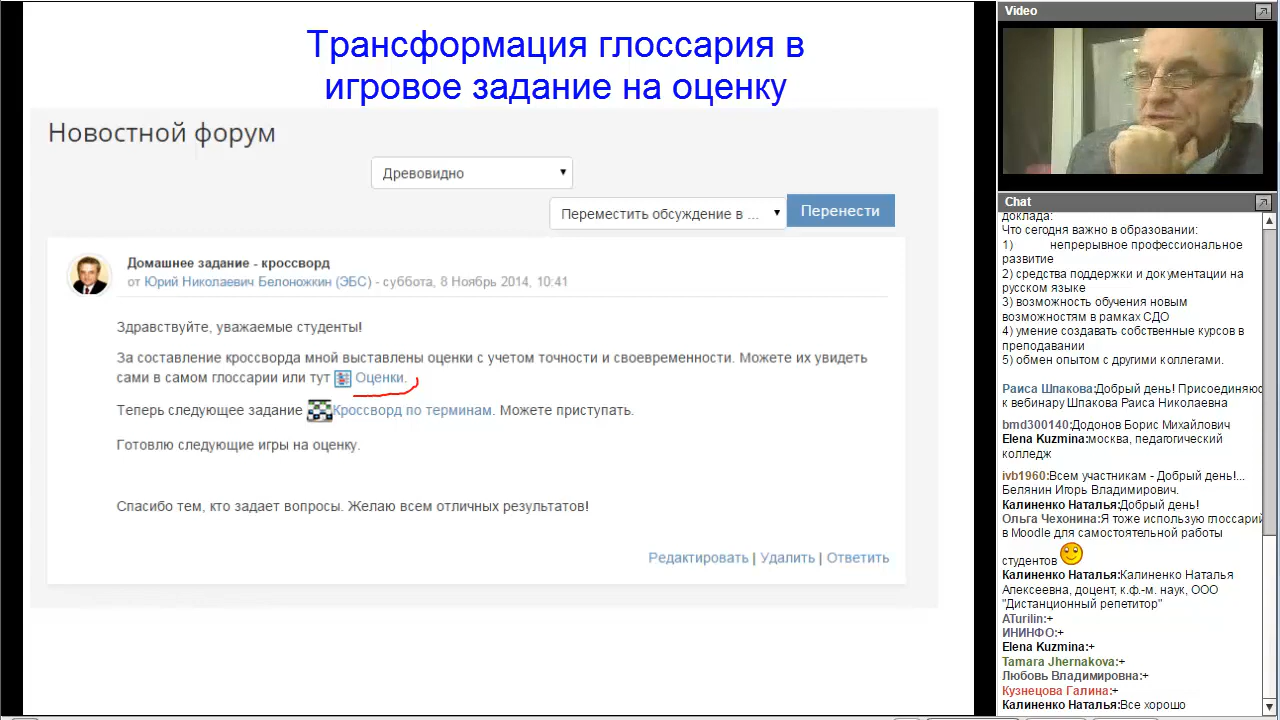 Трансформация глоссария в
игровое задание на оценку
Новостной форум
Древовидно
Переместить обсуждение в ...
Перенести
Домашнее задание - кроссворд
от Юрий Николаевич Белоножкин (ЭБС) - суббота, 8 Ноябрь 2014, 10:41
Здравствуйте, уважаемые студенты!
За составление кроссворда мной выставлены оценки с учетом точности и своевременности. Можете их увидеть
сами в самом глоссарии или тут Оценки.
Теперь следующее задание Кроссворд по терминам. Можете приступать.
Готовлю следующие игры на оценку.
Спасибо тем, кто задает вопросы. Желаю всем отличных результатов!
Редактировать | Удалить | Ответить
Video
Chat
доклада:
Что сегодня важно в образовании:
1) непрерывное профессиональное
развитие
2) средства поддержки и документации на
русском языке
3) возможность обучения новым
возможностям в рамках СДО
4) умение создавать собственные курсов в
преподавании
5) обмен опытом с другими коллегами.
Раиса Шпакова:Добрый день! Присоединяюс
к вебинару Шпакова Раиса Николаевна
bmd300140:Додонов Борис Михайлович
Elena Kuzmina:москва, педагогический
колледж
ivb1960:Всем участникам - Добрый день!...
Белянин Игорь Владимирович.
Калиненко Наталья:Добрый день!
Ольга Чехонина:Я тоже использую глоссарий
в Moodle для самостоятельной работы
студентов
Калиненко Наталья:Калиненко Наталья
Алексеевна, доцент, к.ф.-м. наук, ООО
"Дистанционный репетитор"
ATurilin:+
ИНИНФО:+
Elena Kuzmina:+
Tamara Jhernakova:+
Любовь Владимировна:+
Кузнецова Галина:+
Калиненко Наталья:Все хорошо